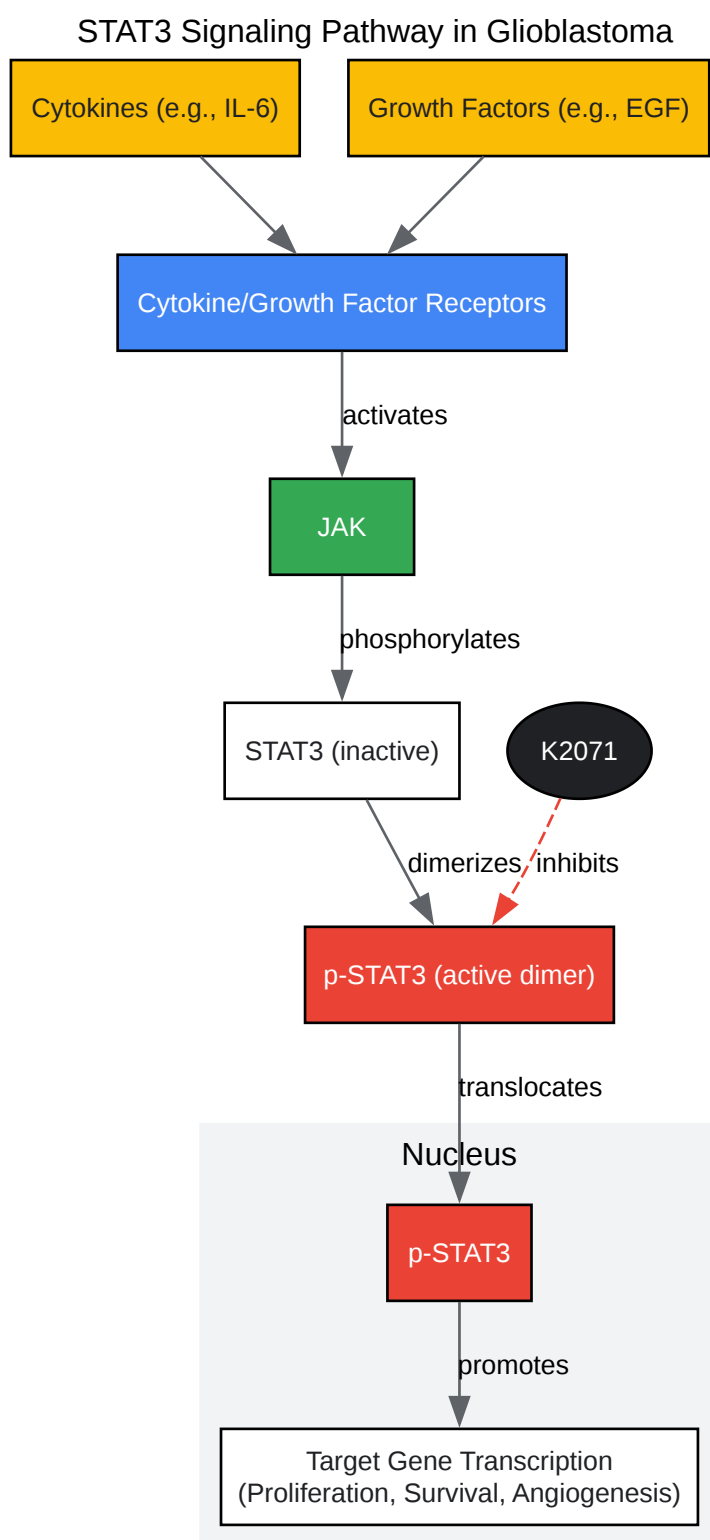 STAT3 Signaling Pathway in Glioblastoma
Cytokines (e.g., IL-6)
Growth Factors (e.g., EGF)
Cytokine/Growth Factor Receptors
activates
JAK
phosphorylates
STAT3 (inactive)
K2071
dimerizes
inhibits
p-STAT3 (active dimer)
translocates
Nucleus
p-STAT3
promotes
Target Gene Transcription
(Proliferation, Survival, Angiogenesis)